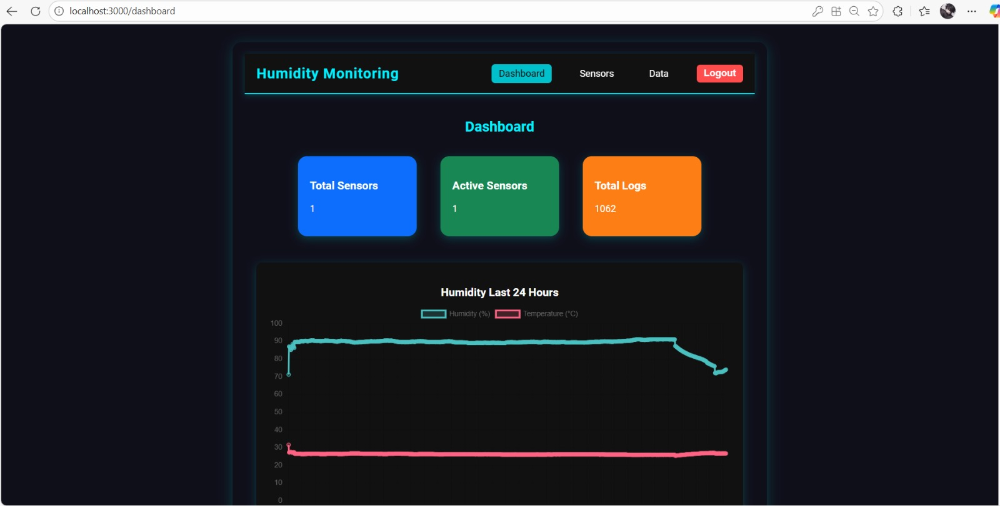 localhost:3000/dashboard
Humidity Monitoring
Dashboard
Sensors
Data
Logout
Dashboard
Total Sensors
1
Active Sensors
1
Total Logs
1062
Humidity Last 24 Hours
Humidity (%)
Temperature (°C)
100
90
80
70
60
50
40
30
20
10
0